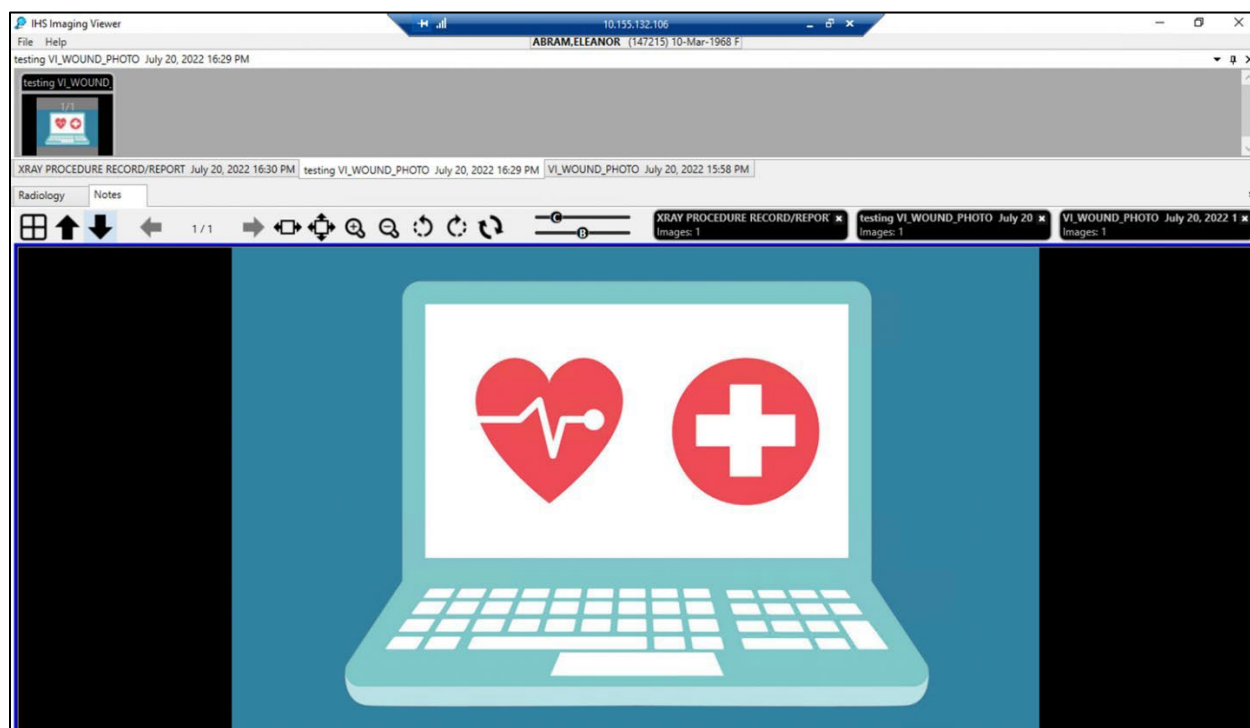 IHS Imaging Viewer
10.155.132.106
File Help
ABRAM,ELEANOR (147215) 10-Mar-1968 F
testing VI_WOUND_PHOTO July 20, 2022 16:29 PM
testing VI_WOUND_
1/1
XRAY PROCEDURE RECORD/REPORT July 20, 2022 16:30 PM testing VI_WOUND_PHOTO July 20, 2022 16:29 PM VI_WOUND_PHOTO July 20, 2022 15:58 PM
Radiology Notes
1 / 1
C
B
XRAY PROCEDURE RECORD/REPOR
Images: 1
testing VI_WOUND_PHOTO July 20
Images: 1
VI_WOUND_PHOTO July 20, 2022 1
Images: 1